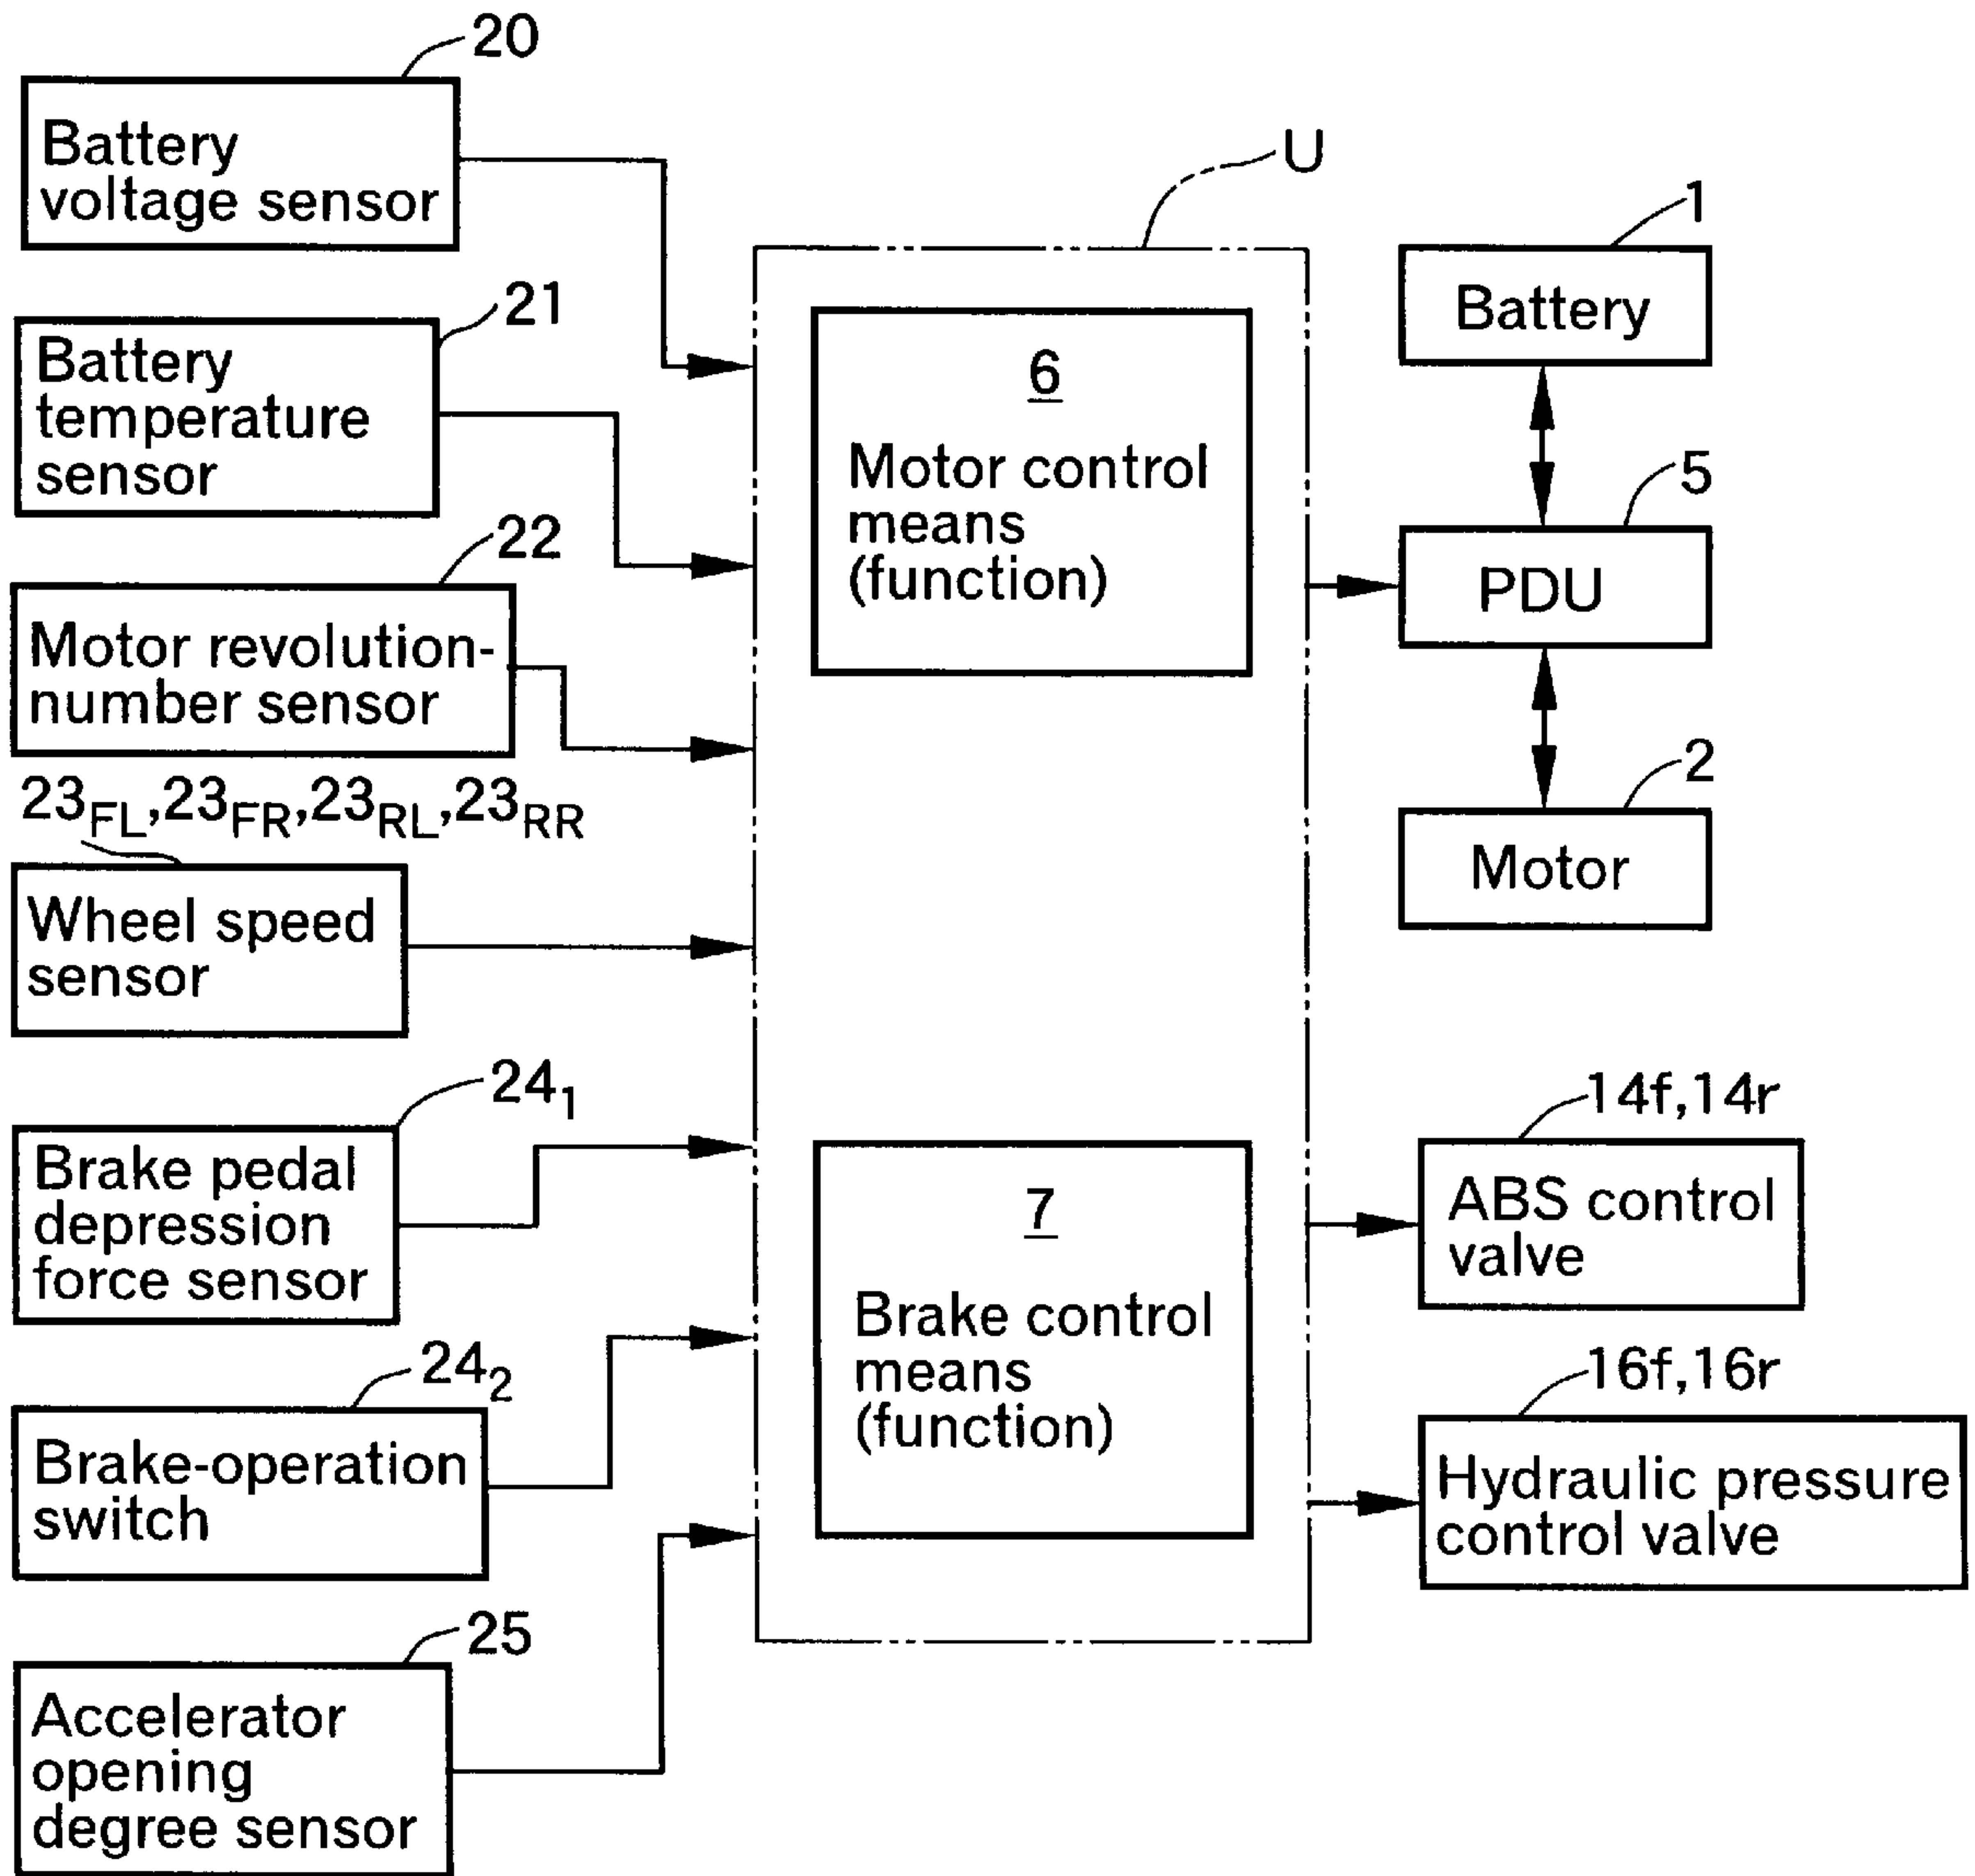 20
Battery
voltage sensor
21
Battery
temperature
sensor
22
Motor revolution-
number sensor
23FL,23FR,23RL,23RR
Wheel speed
sensor
24₁
Brake pedal
depression
force sensor
24₂
Brake-operation
switch
25
Accelerator
opening
degree sensor
U
6
Motor control
means
(function)
7
Brake control
means
(function)
1
Battery
5
PDU
2
Motor
14f,14r
ABS control
valve
16f,16r
Hydraulic pressure
control valve